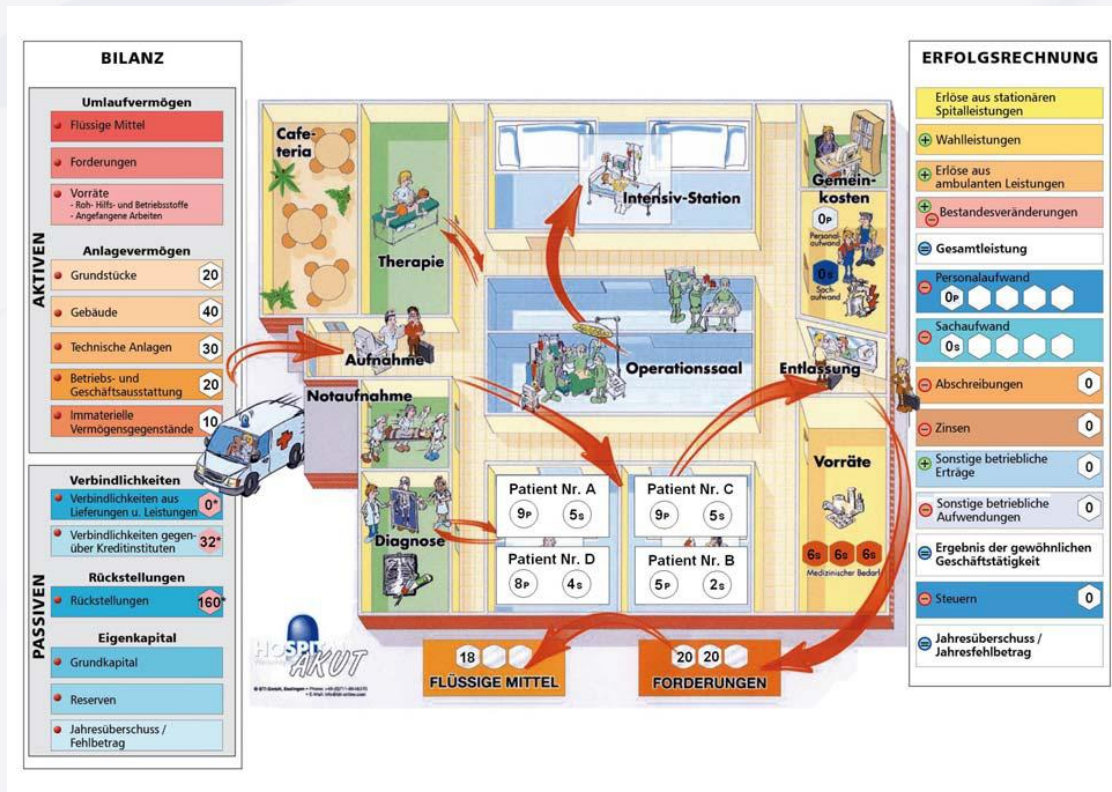 BILANZ
AKTIVEN
Umlaufvermögen
Flüssige Mittel
Forderungen
Vorräte
- Roh- Hilfs- und Betriebsstoffe
- Angefangene Arbeiten
Anlagevermögen
Grundstücke 20
Gebäude 40
Technische Anlagen 30
Betriebs- und
Geschäftsausstattung 20
Immaterielle
Vermögensgegenstände 10
PASSIVEN
Verbindlichkeiten
Verbindlichkeiten aus
Lieferungen u. Leistungen 0*
Verbindlichkeiten gegen-
über Kreditinstituten 32*
Rückstellungen
Rückstellungen 160*
Eigenkapital
Grundkapital
Reserven
Jahresüberschuss /
Fehlbetrag
Cafe-
teria
Therapie
Intensiv-Station
Gemein-
kosten
0P
Personal-
aufwand
0s
Sach-
aufwand
Aufnahme
Operationssaal
Entlassung
Notaufnahme
Diagnose
Patient Nr. A
9P 5s
Patient Nr. C
9P 5s
Patient Nr. D
8P 4s
Patient Nr. B
5P 2s
Vorräte
6s 6s 6s
Medizinischer Bedarf
HOSPITAL
AKUT
18
FLÜSSIGE MITTEL
20 20
FORDERUNGEN
ERFOLGSRECHNUNG
Erlöse aus stationären
Spitalleistungen
+ Wahlleistungen
+ Erlöse aus
ambulanten Leistungen
+ − Bestandesveränderungen
= Gesamtleistung
− Personalaufwand
0P
− Sachaufwand
0s
− Abschreibungen 0
− Zinsen 0
+ Sonstige betriebliche
Erträge 0
− Sonstige betriebliche
Aufwendungen 0
= Ergebnis der gewöhnlichen
Geschäftstätigkeit
− Steuern 0
= Jahresüberschuss /
Jahresfehlbetrag